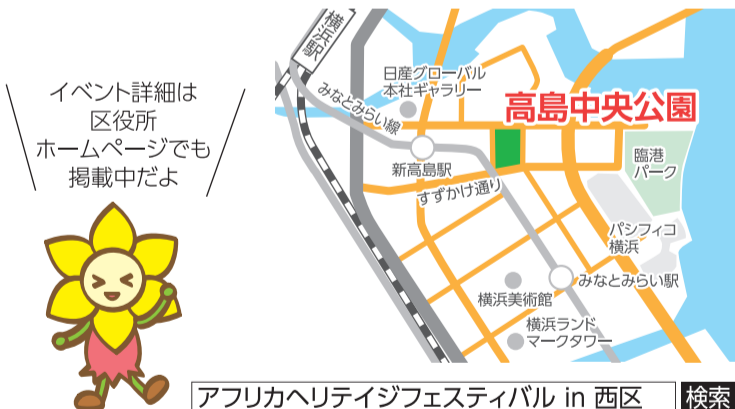 イベント詳細は
区役所
ホームページでも
掲載中だよ
横浜駅
日産グローバル
本社ギャラリー
みなとみらい線
高島中央公園
新高島駅
臨港
パーク
すずかけ通り
パシフィコ
横浜
みなとみらい駅
横浜美術館
横浜ランド
マークタワー
アフリカヘリテイジフェスティバル in 西区
検索